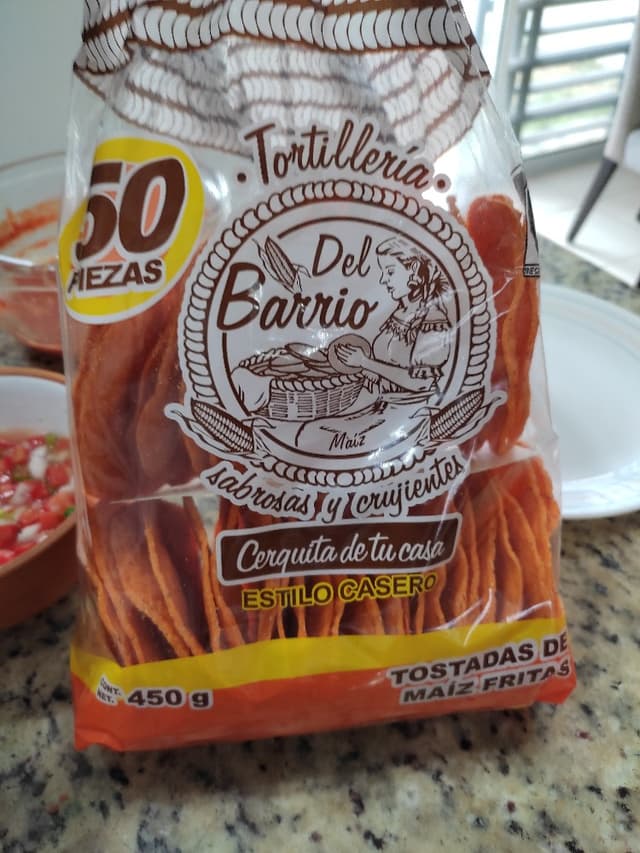 50
PIEZAS
Tortillería
Del
Barrio
Maíz
sabrosas y crujientes
Cerquita de tu casa
ESTILO CASERO
CONT.
NET. 450 g
TOSTADAS DE
MAÍZ FRITAS